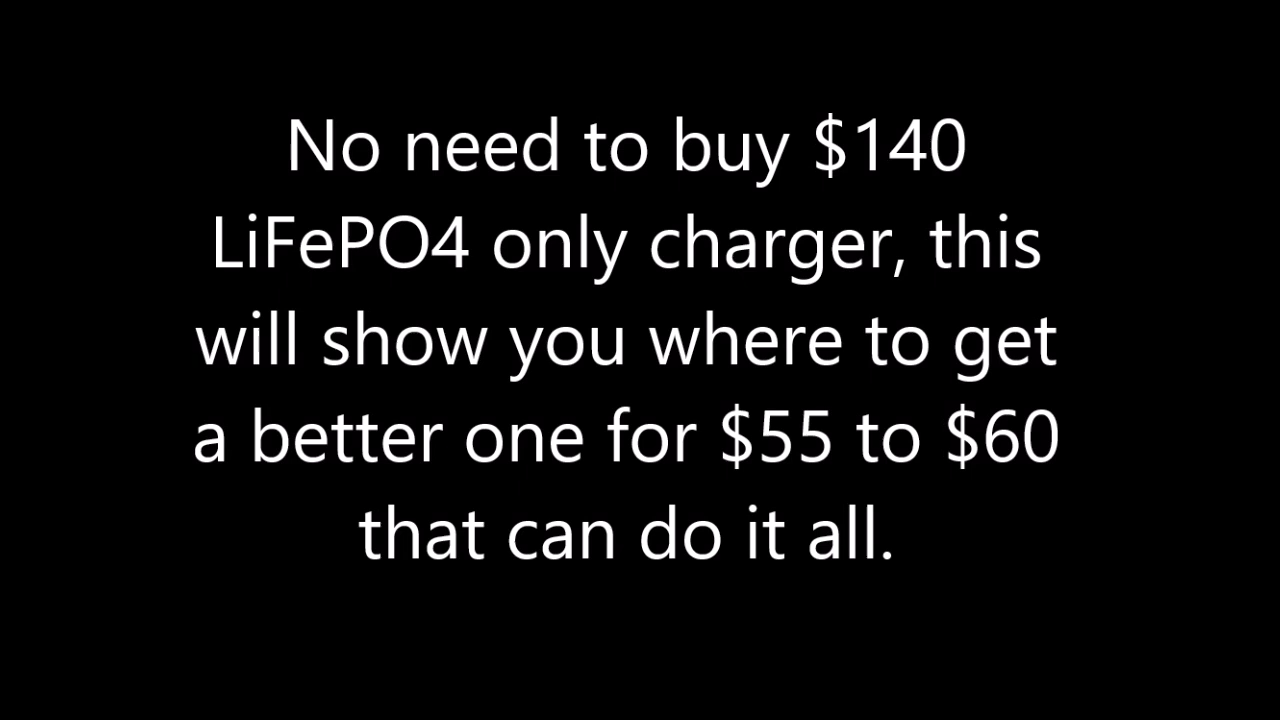 No need to buy $140
LiFePO4 only charger, this
will show you where to get
a better one for $55 to $60
that can do it all.